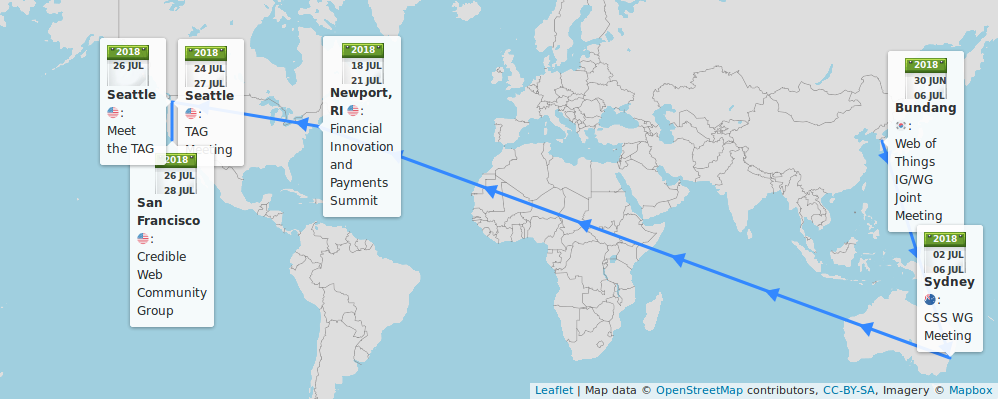 2018
26 JUL
Seattle
:
Meet
the TAG
2018
24 JUL
27 JUL
Seattle
:
TAG
Meeting
2018
26 JUL
28 JUL
San
Francisco
:
Credible
Web
Community
Group
2018
18 JUL
21 JUL
Newport,
RI :
Financial
Innovation
and
Payments
Summit
2018
30 JUN
06 JUL
Bundang
:
Web of
Things
IG/WG
Joint
Meeting
2018
02 JUL
06 JUL
Sydney
:
CSS WG
Meeting
Leaflet | Map data © OpenStreetMap contributors, CC-BY-SA, Imagery © Mapbox